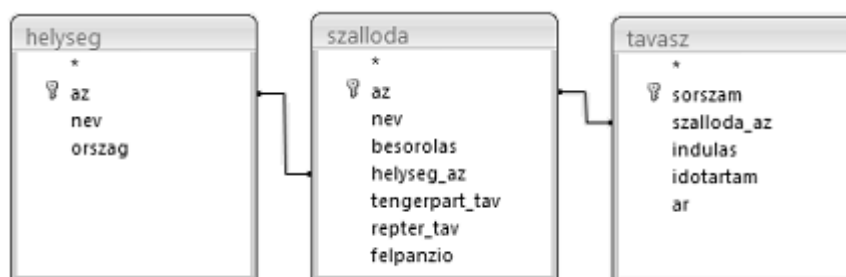 helyseg
*
az
nev
orszag
szalloda
*
az
nev
besorolas
helyseg_az
tengerpart_tav
repter_tav
felpanzio
tavasz
*
sorszam
szalloda_az
indulas
idotartam
ar